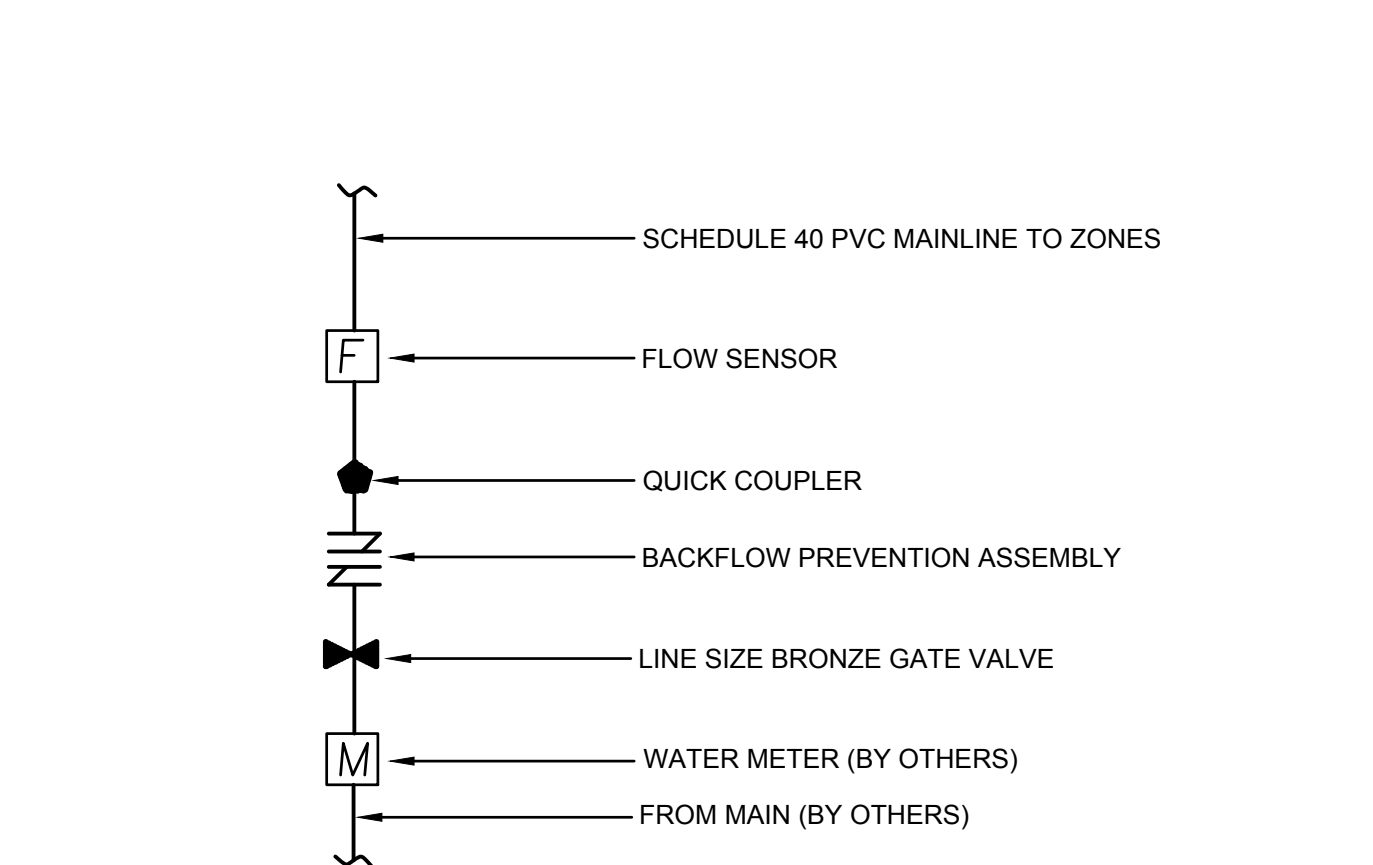 SCHEDULE 40 PVC MAINLINE TO ZONES
F
FLOW SENSOR
QUICK COUPLER
BACKFLOW PREVENTION ASSEMBLY
LINE SIZE BRONZE GATE VALVE
M
WATER METER (BY OTHERS)
FROM MAIN (BY OTHERS)